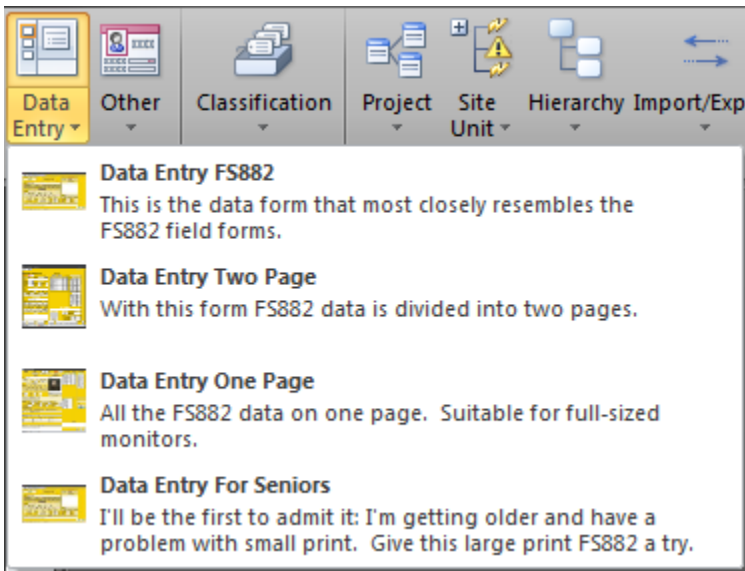 Data Entry
Other
Classification
Project
Site Unit
Hierarchy
Import/Exp
Data Entry FS882
This is the data form that most closely resembles the
FS882 field forms.
Data Entry Two Page
With this form FS882 data is divided into two pages.
Data Entry One Page
All the FS882 data on one page.  Suitable for full-sized
monitors.
Data Entry For Seniors
I'll be the first to admit it: I'm getting older and have a
problem with small print.  Give this large print FS882 a try.